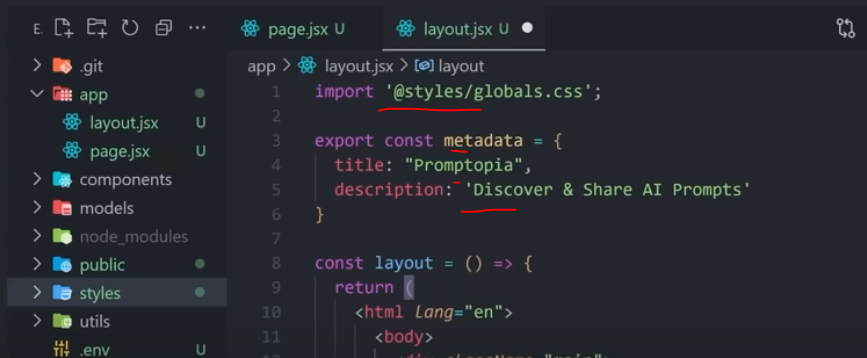 E.
page.jsx U
layout.jsx U
.git
app
layout.jsx U
page.jsx U
components
models
node_modules
public
styles
utils
.env U
app > layout.jsx > layout
1 import '@styles/globals.css';
2
3 export const metadata = {
4 title: "Promptopia",
5 description: 'Discover & Share AI Prompts'
6 }
7
8 const layout = () => {
9 return (
10 <html lang="en">
11 <body>